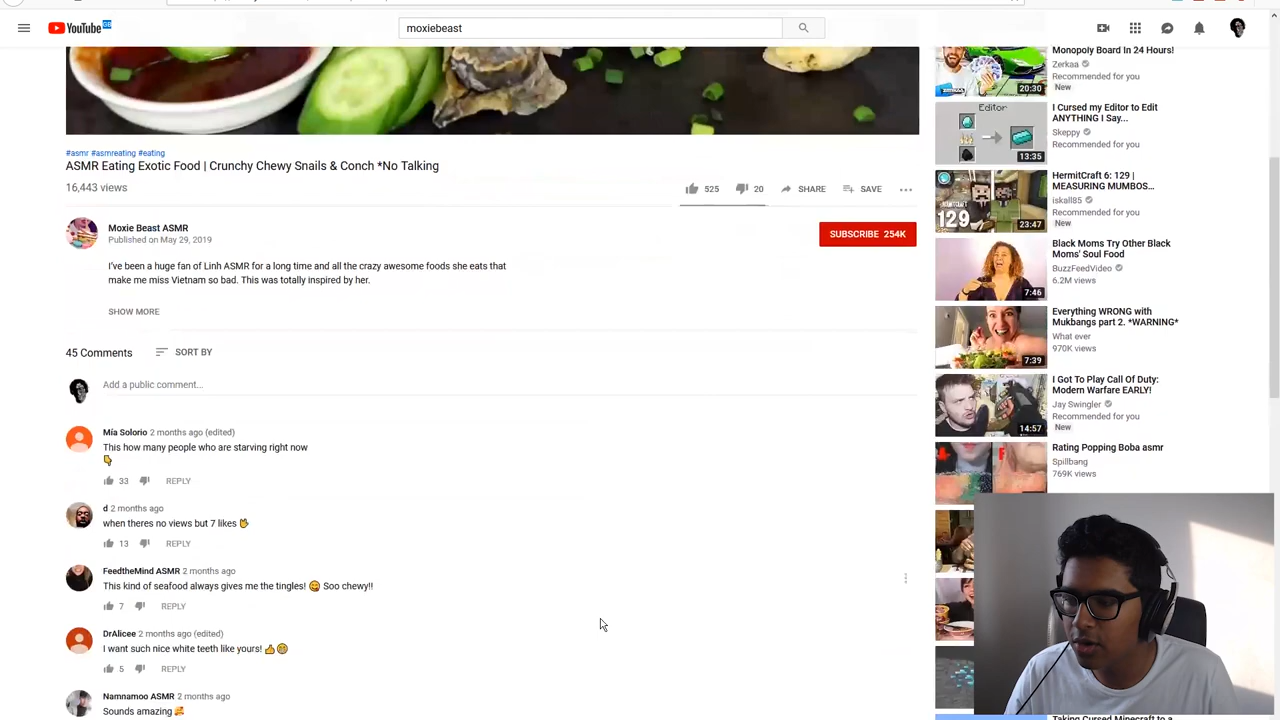 YouTube GB
moxiebeast
#asmr #asmreating #eating
ASMR Eating Exotic Food | Crunchy Chewy Snails & Conch *No Talking
16,443 views
525
20
SHARE
SAVE
Moxie Beast ASMR
Published on May 29, 2019
SUBSCRIBE 254K
I've been a huge fan of Linh ASMR for a long time and all the crazy awesome foods she eats that
make me miss Vietnam so bad. This was totally inspired by her.
SHOW MORE
45 Comments
SORT BY
Add a public comment...
Mía Solorio 2 months ago (edited)
This how many people who are starving right now
33
REPLY
d 2 months ago
when theres no views but 7 likes
13
REPLY
FeedtheMind ASMR 2 months ago
This kind of seafood always gives me the tingles! Soo chewy!!
7
REPLY
DrAlicee 2 months ago (edited)
I want such nice white teeth like yours!
5
REPLY
Namnamoo ASMR 2 months ago
Sounds amazing
Monopoly Board In 24 Hours!
Zerkaa
Recommended for you
New
20:30
Editor
I Cursed my Editor to Edit
ANYTHING I Say...
Skeppy
Recommended for you
13:35
HermitCraft 6: 129 |
MEASURING MUMBOS...
iskall85
Recommended for you
New
129
23:47
Black Moms Try Other Black
Moms' Soul Food
BuzzFeedVideo
6.2M views
7:46
Everything WRONG with
Mukbangs part 2. *WARNING*
What ever
970K views
7:39
I Got To Play Call Of Duty:
Modern Warfare EARLY!
Jay Swingler
Recommended for you
New
14:57
Rating Popping Boba asmr
Spillbang
769K views
Taking Cursed Minecraft to a